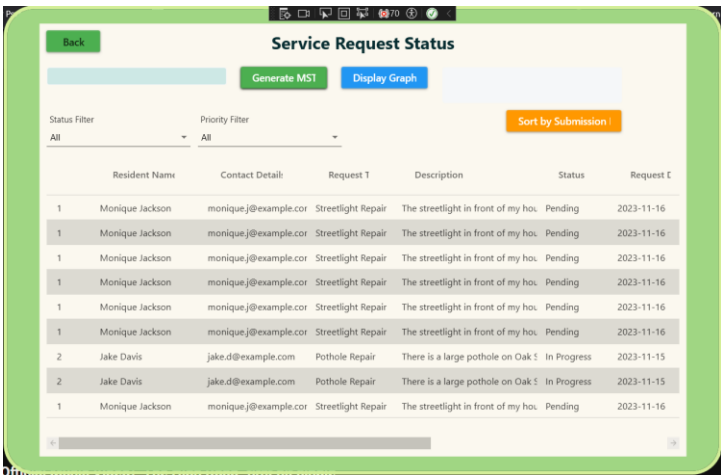 70
Back
Service Request Status
Generate MST
Display Graph
Status Filter
Priority Filter
Sort by Submission
All
All
Resident Name Contact Details Request T Description Status Request D
1 Monique Jackson monique.j@example.cor Streetlight Repair The streetlight in front of my hou Pending 2023-11-16
1 Monique Jackson monique.j@example.cor Streetlight Repair The streetlight in front of my hou Pending 2023-11-16
1 Monique Jackson monique.j@example.cor Streetlight Repair The streetlight in front of my hou Pending 2023-11-16
1 Monique Jackson monique.j@example.cor Streetlight Repair The streetlight in front of my hou Pending 2023-11-16
1 Monique Jackson monique.j@example.cor Streetlight Repair The streetlight in front of my hou Pending 2023-11-16
1 Monique Jackson monique.j@example.cor Streetlight Repair The streetlight in front of my hou Pending 2023-11-16
2 Jake Davis jake.d@example.com Pothole Repair There is a large pothole on Oak S In Progress 2023-11-15
2 Jake Davis jake.d@example.com Pothole Repair There is a large pothole on Oak S In Progress 2023-11-15
1 Monique Jackson monique.j@example.cor Streetlight Repair The streetlight in front of my hou Pending 2023-11-16